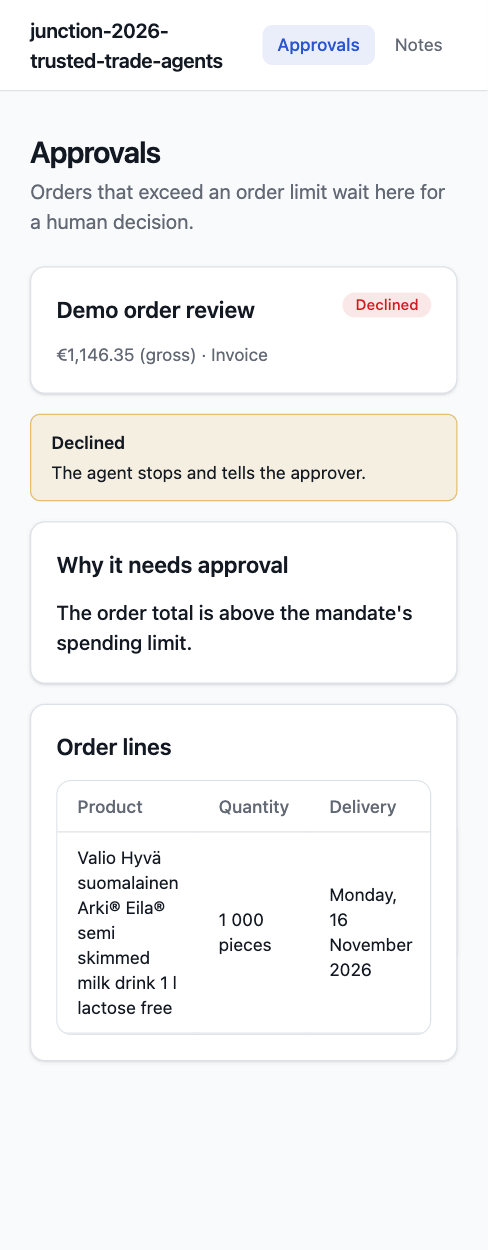 junction-2026-
trusted-trade-agents
Approvals
Notes
Approvals
Orders that exceed an order limit wait here for
a human decision.
Demo order review
Declined
€1,146.35 (gross) · Invoice
Declined
The agent stops and tells the approver.
Why it needs approval
The order total is above the mandate's
spending limit.
Order lines
Product
Quantity
Delivery
Valio Hyvä
suomalainen
Arki® Eila®
semi
skimmed
milk drink 1 l
lactose free
1 000
pieces
Monday,
16
November
2026